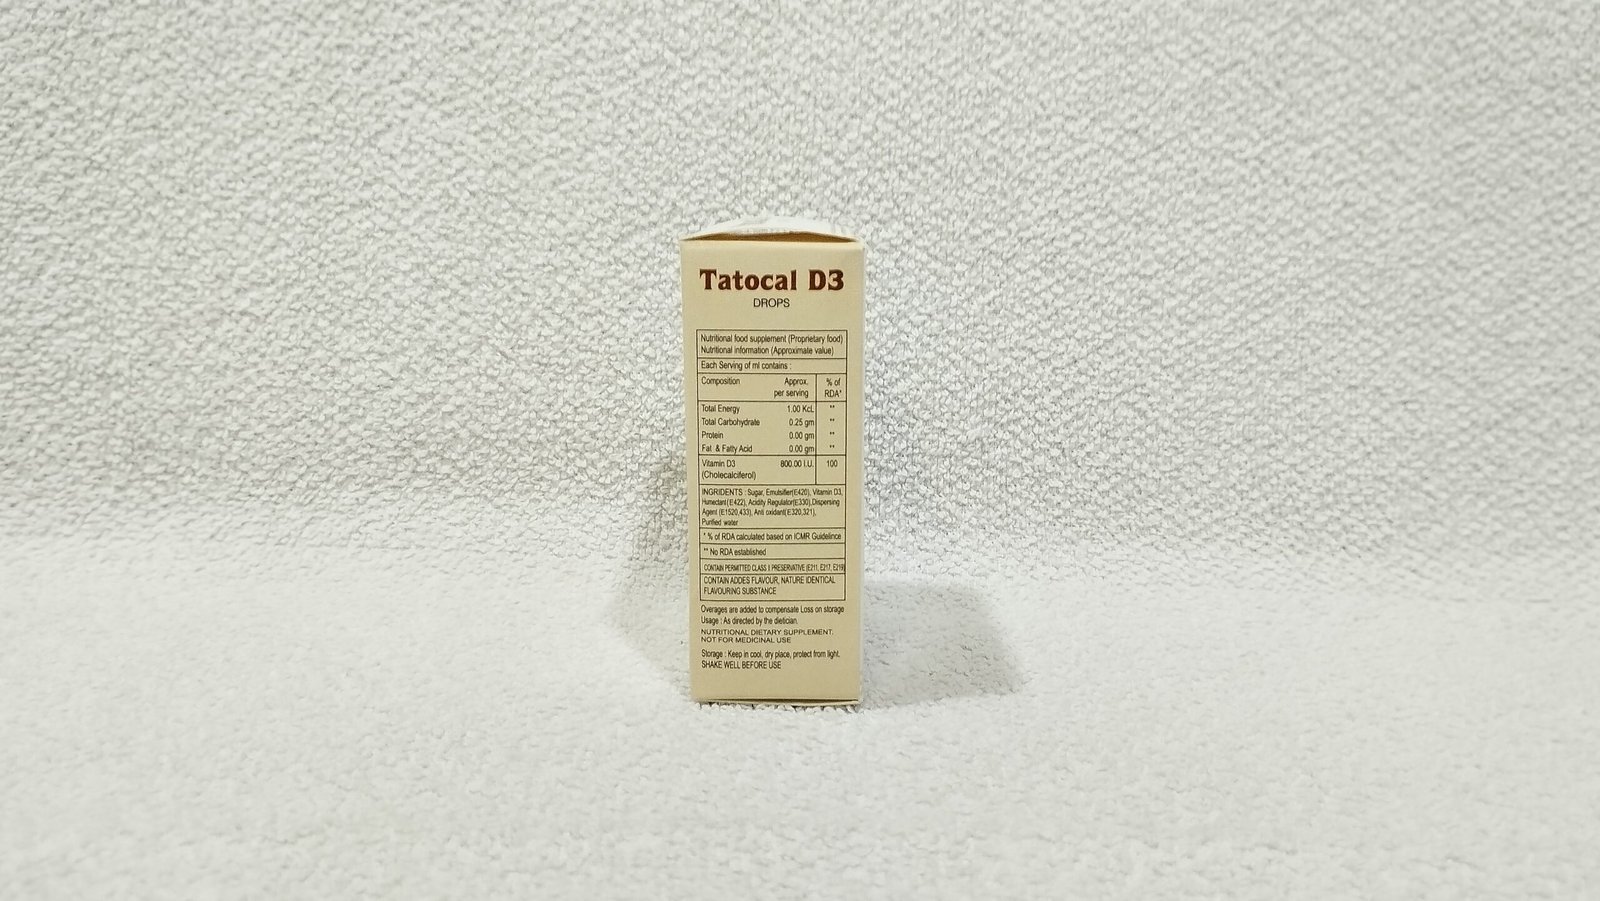 Tatocal D3
DROPS
Nutritional food supplement (Proprietary food)
Nutritional information (Approximate value)
Each Serving of ml contains :
Composition Approx. per serving % of RDA*
Total Energy 1.00 KcL **
Total Carbohydrate 0.25 gm **
Protein 0.00 gm **
Fat & Fatty Acid 0.00 gm **
Vitamin D3 800.00 I.U. 100
(Cholecalciferol)
INGRIDENTS : Sugar, Emulsifier(E420), Vitamin D3,
Humectant(E422), Acidity Regulator(E330),Dispersing
Agent (E1520,433), Anti oxidant(E320,321),
Purified water
* % of RDA calculated based on ICMR Guidelince
** No RDA established
CONTAIN PERMITTED CLASS II PRESERVATIVE (E211, E217, E219)
CONTAIN ADDES FLAVOUR, NATURE IDENTICAL
FLAVOURING SUBSTANCE
Overages are added to compensate Loss on storage
Usage : As directed by the dietician.
NUTRITIONAL DIETARY SUPPLEMENT.
NOT FOR MEDICINAL USE
Storage : Keep in cool, dry place, protect from light.
SHAKE WELL BEFORE USE